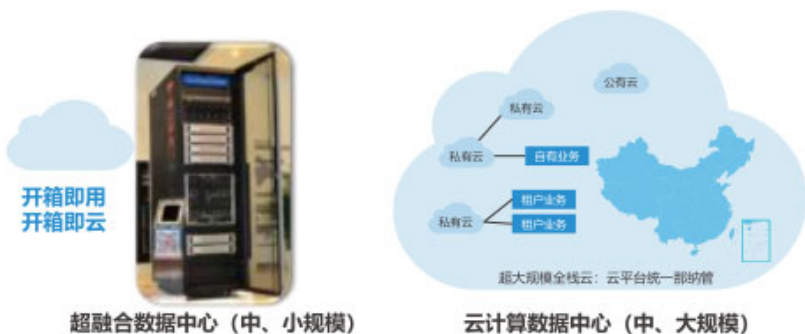 开箱即用
开箱即云
超融合数据中心（中、小规模）
公有云
私有云
私有云
自有业务
私有云
租户业务
租户业务
超大规模全栈云：云平台统一部纳管
云计算数据中心（中、大规模）